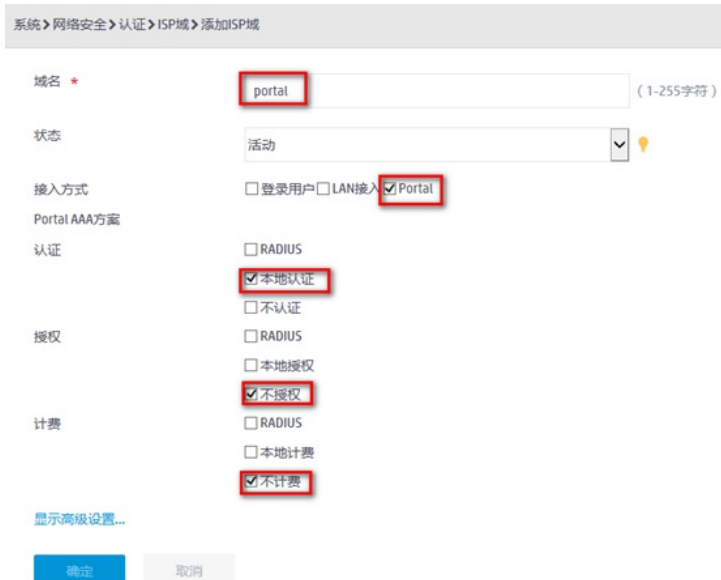 系统>网络安全>认证>ISP域>添加ISP域
域名 *
portal
(1-255字符)
状态
活动
接入方式
登录用户 LAN接入 Portal
Portal AAA方案
认证
RADIUS
本地认证
不认证
授权
RADIUS
本地授权
不授权
计费
RADIUS
本地计费
不计费
显示高级设置...
确定
取消